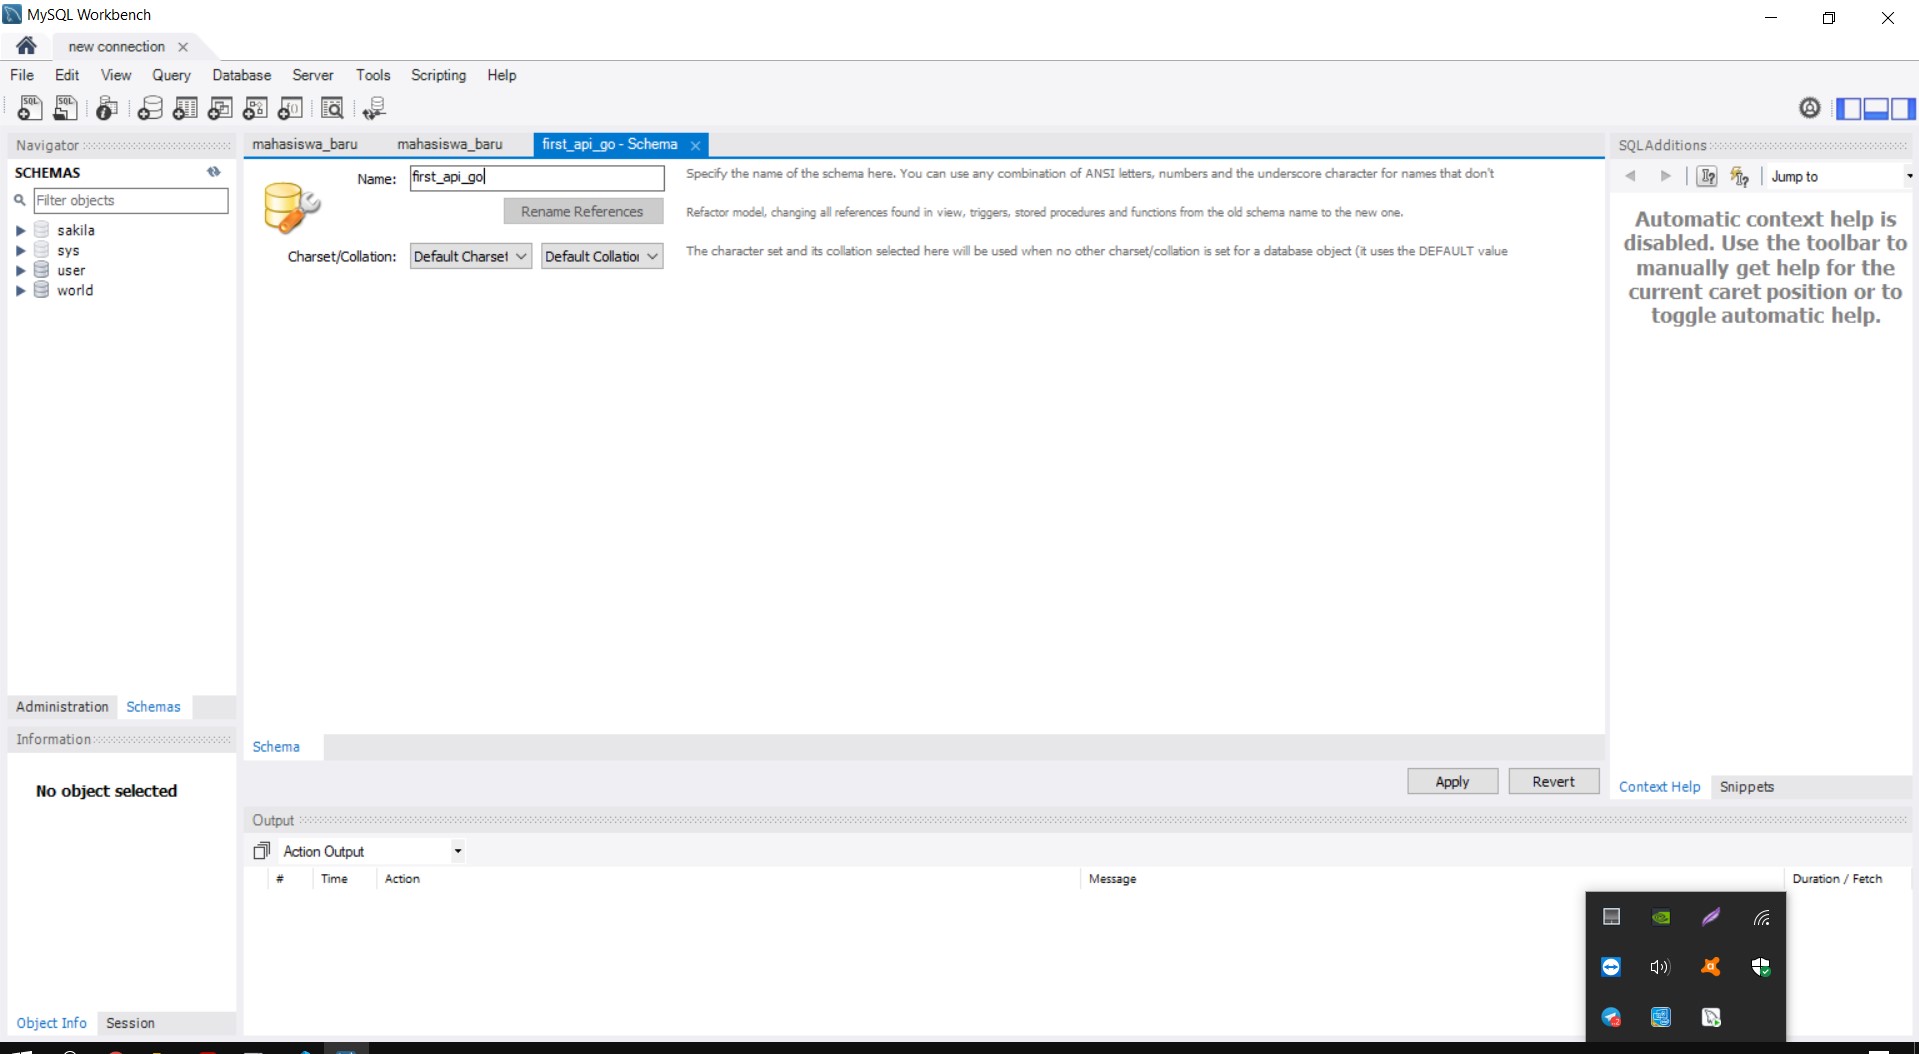 MySQL Workbench
new connection
File Edit View Query Database Server Tools Scripting Help
Navigator
SCHEMAS
Filter objects
sakila
sys
user
world
Administration Schemas
Information
No object selected
Object Info Session
mahasiswa_baru mahasiswa_baru first_api_go - Schema
Name: first_api_go
Specify the name of the schema here. You can use any combination of ANSI letters, numbers and the underscore character for names that don't
Rename References
Refactor model, changing all references found in view, triggers, stored procedures and functions from the old schema name to the new one.
Charset/Collation: Default Charset Default Collation
The character set and its collation selected here will be used when no other charset/collation is set for a database object (it uses the DEFAULT value
Schema
Apply Revert
Output
Action Output
# Time Action Message Duration / Fetch
SQLAdditions
Jump to
Automatic context help is
disabled. Use the toolbar to
manually get help for the
current caret position or to
toggle automatic help.
Context Help Snippets